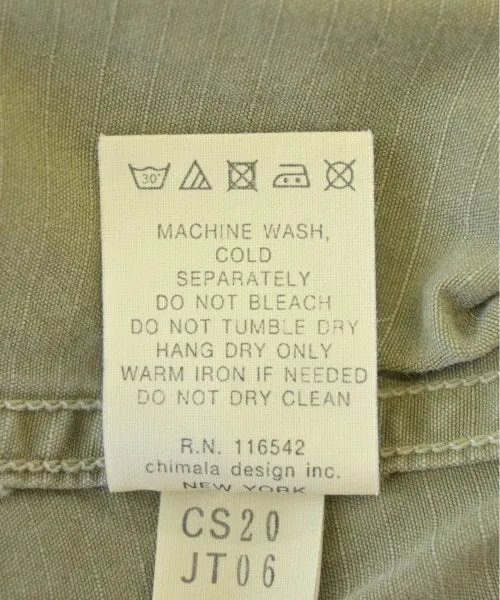 30°
MACHINE WASH,
COLD
SEPARATELY
DO NOT BLEACH
DO NOT TUMBLE DRY
HANG DRY ONLY
WARM IRON IF NEEDED
DO NOT DRY CLEAN
R.N. 116542
chimala design inc.
NEW YORK
CS20
JT06